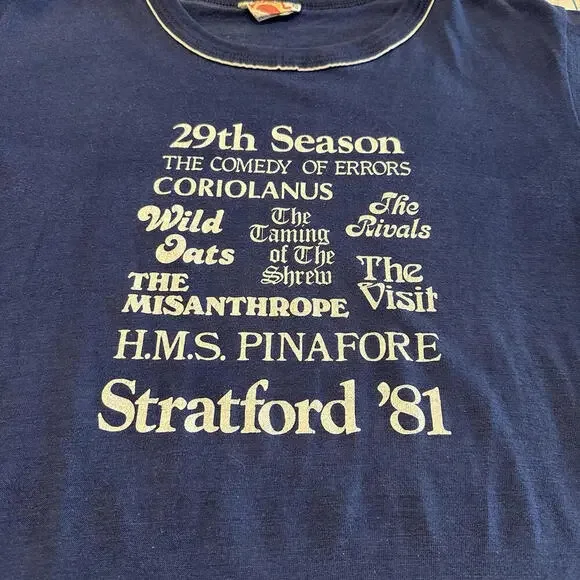 29th Season
THE COMEDY OF ERRORS
CORIOLANUS
Wild
Oats
The
Taming
of The
Shrew
The
Rivals
The
Visit
THE
MISANTHROPE
H.M.S. PINAFORE
Stratford '81